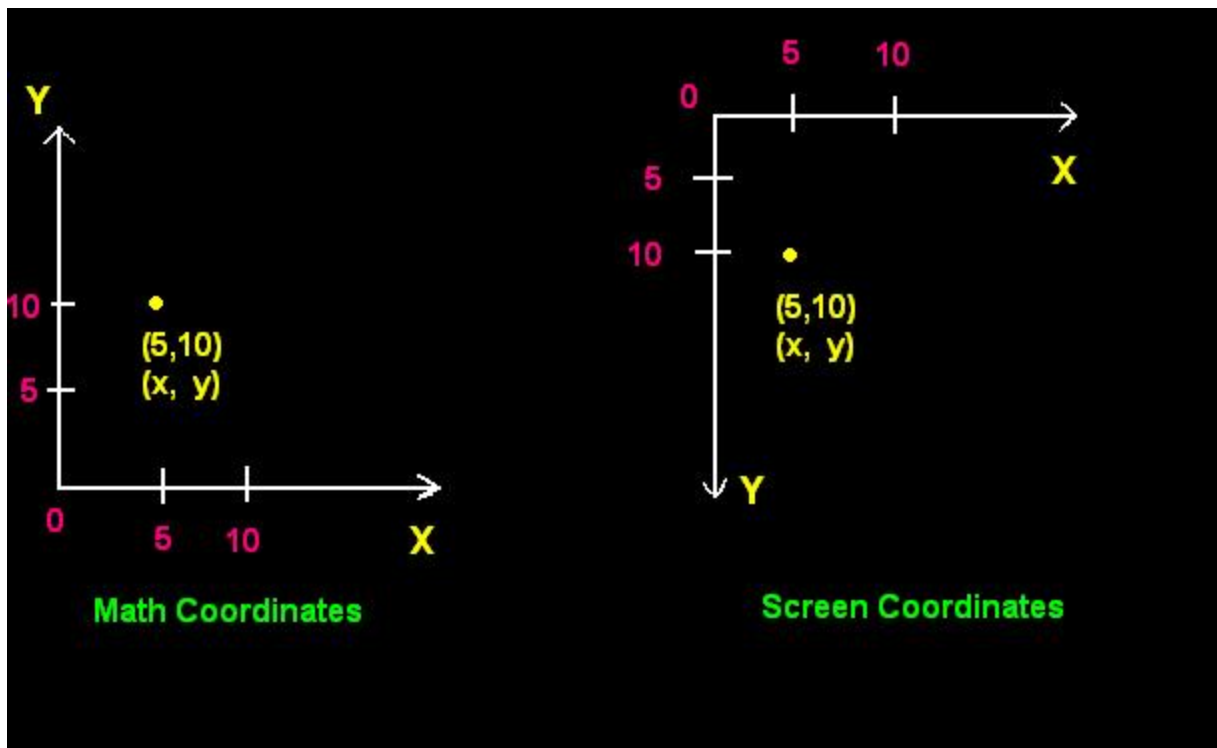 Y
10
(5,10)
(x, y)
5
0
5 10
X
Math Coordinates
5 10
0
X
5
10
(5,10)
(x, y)
Y
Screen Coordinates